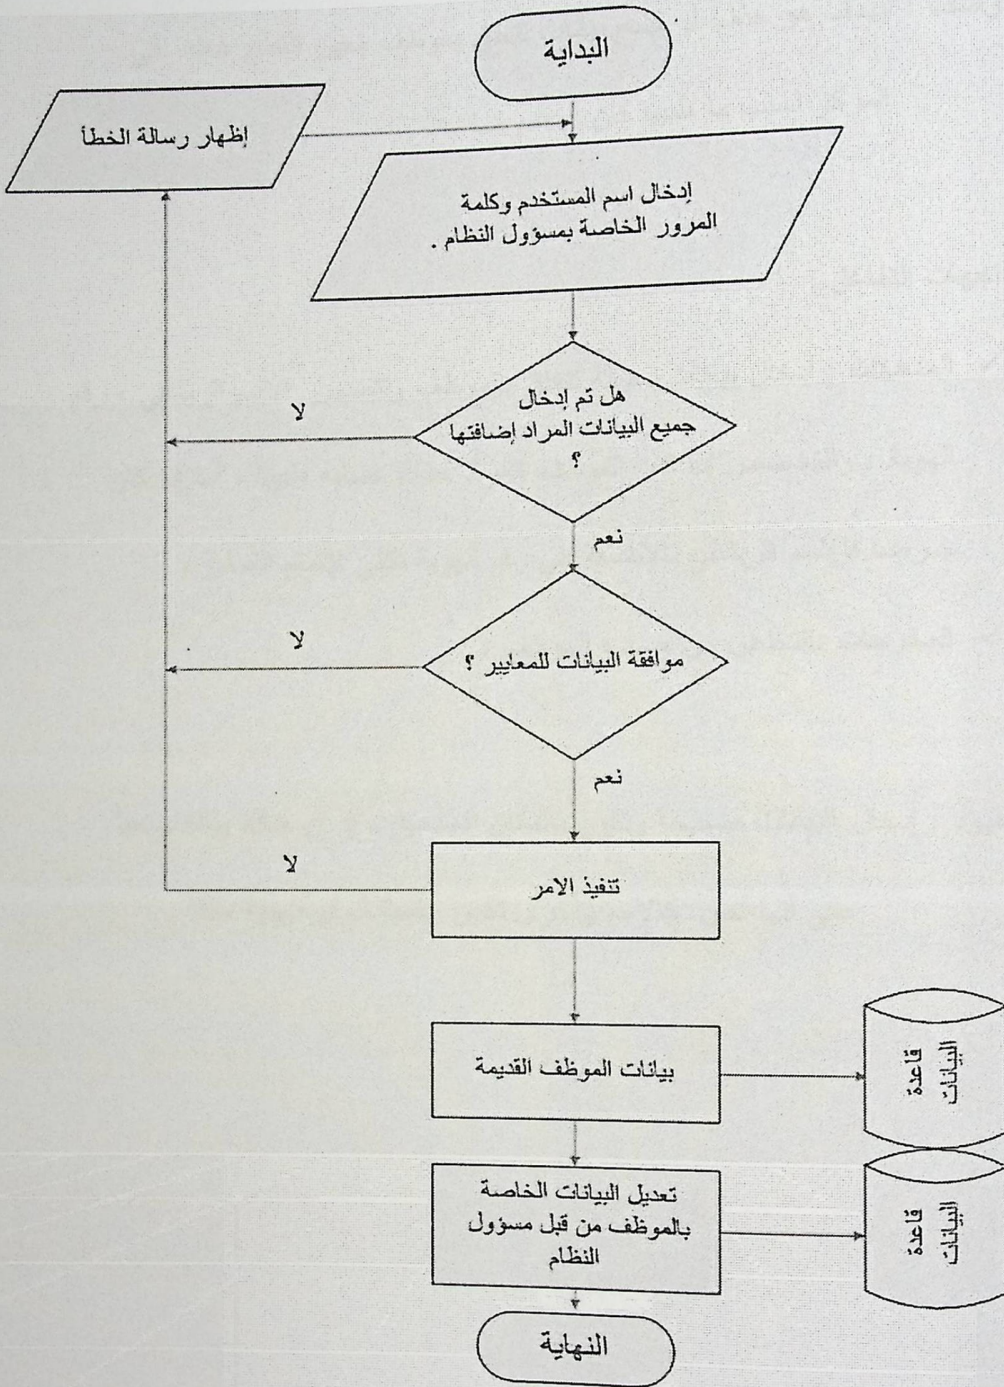 البداية
إظهار رسالة الخطأ
إدخال اسم المستخدم وكلمة
المرور الخاصة بمسؤول النظام .
هل تم إدخال
جميع البيانات المراد إضافتها
؟
لا
نعم
موافقة البيانات للمعايير ؟
لا
نعم
تنفيذ الامر
لا
بيانات الموظف القديمة
قاعدة
البيانات
تعديل البيانات الخاصة
بالموظف من قبل مسؤول
النظام
قاعدة
البيانات
النهاية